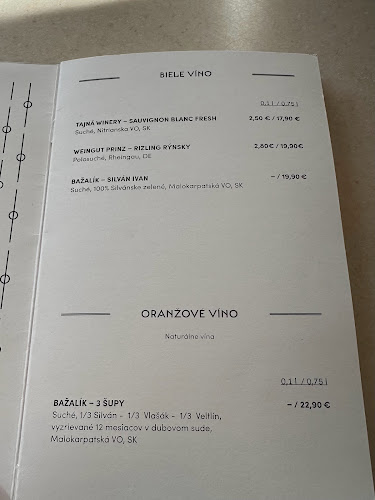 BIELE VÍNO
0,1 l / 0,75 l
TAJNÁ WINERY – SAUVIGNON BLANC FRESH 2,50 € / 17,90 €
Suché, Nitrianska VO, SK
WEINGUT PRINZ – RIZLING RÝNSKY 2,80€ / 19,90€
Polosuché, Rheingau, DE
BAŽALÍK – SILVÁN IVAN – / 19,90 €
Suché, 100% Silvánske zelené, Malokarpatská VO, SK
ORANŽOVE VÍNO
Naturálne vína
0,1 l / 0,75 l
BAŽALÍK – 3 ŠUPY – / 22,90 €
Suché, 1/3 Silván - 1/3 Vlašák - 1/3 Veltlín,
vyzrievané 12 mesiacov v dubovom sude,
Malokarpatská VO, SK